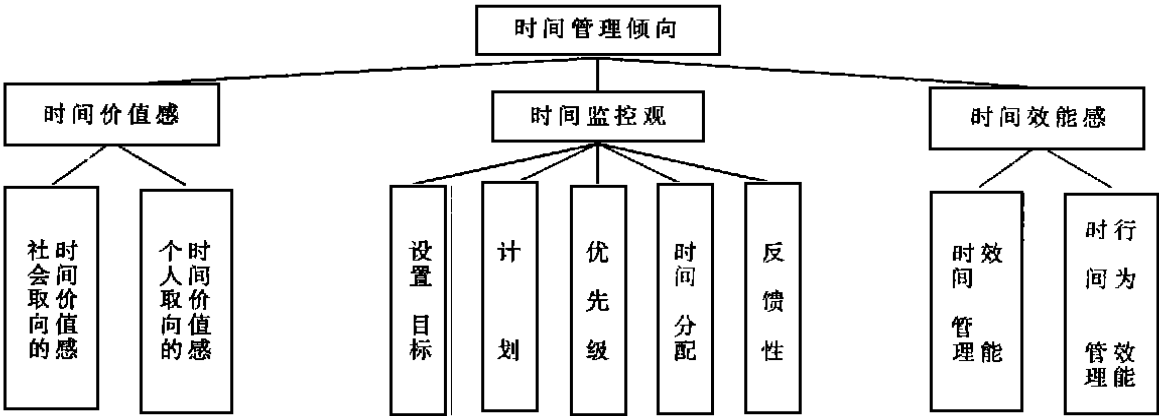 时间管理倾向
时间价值感
时间监控观
时间效能感
社会取向的
时间价值感
个人取向的
时间价值感
设置目标
计划
优先级
时间分配
反馈性
时间管理
效能
时间管理
行为效能